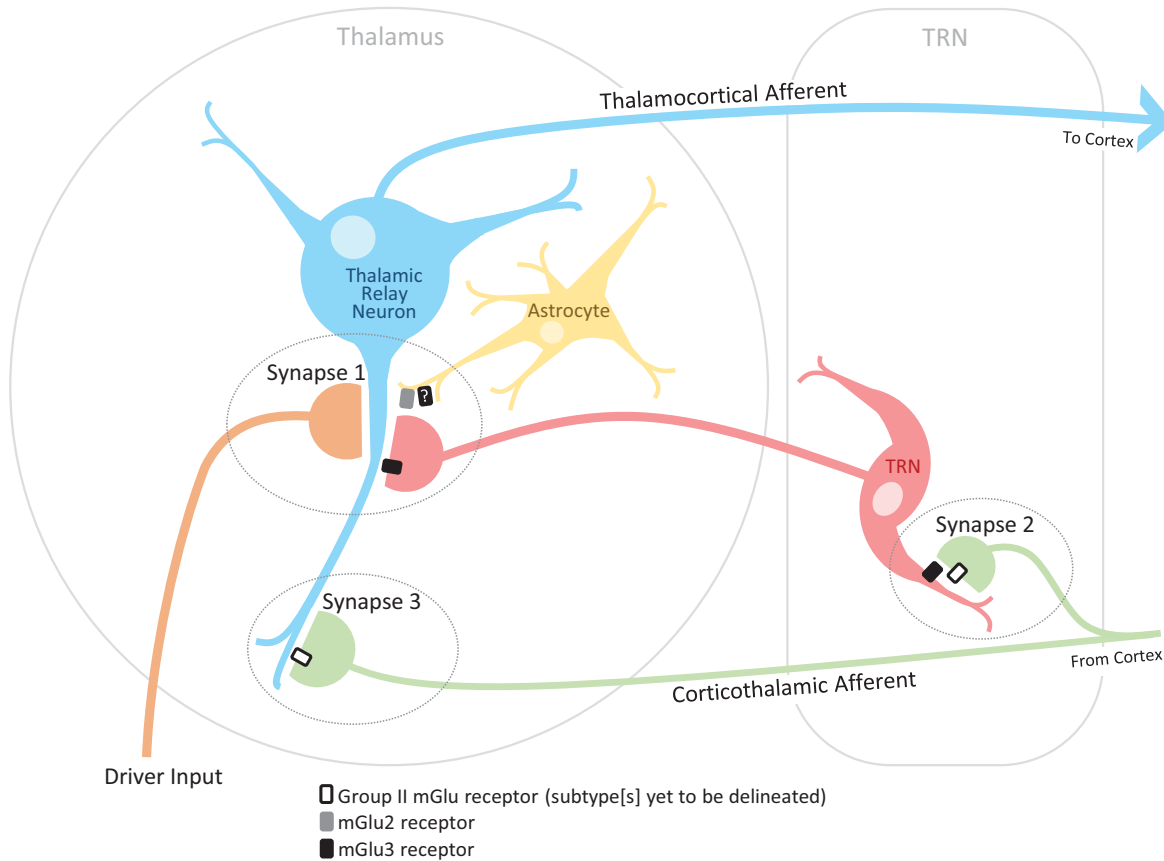 Thalamus
TRN
Thalamocortical Afferent
To Cortex
Thalamic
Relay
Neuron
Astrocyte
Synapse 1
?
TRN
Synapse 2
Synapse 3
From Cortex
Corticothalamic Afferent
Driver Input
Group II mGlu receptor (subtype[s] yet to be delineated)
mGlu2 receptor
mGlu3 receptor